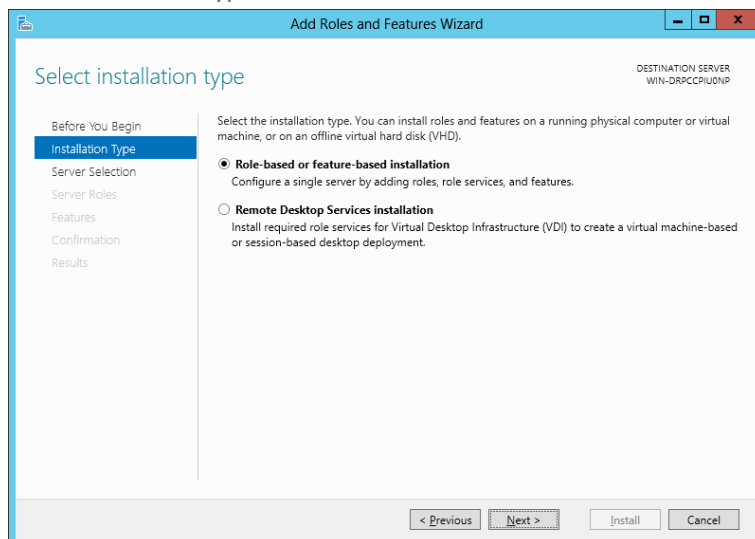 Add Roles and Features Wizard
Select installation type
DESTINATION SERVER
WIN-DRPCCPIU0NP
Before You Begin
Installation Type
Server Selection
Server Roles
Features
Confirmation
Results
Select the installation type. You can install roles and features on a running physical computer or virtual
machine, or on an offline virtual hard disk (VHD).
Role-based or feature-based installation
Configure a single server by adding roles, role services, and features.
Remote Desktop Services installation
Install required role services for Virtual Desktop Infrastructure (VDI) to create a virtual machine-based
or session-based desktop deployment.
< Previous
Next >
Install
Cancel